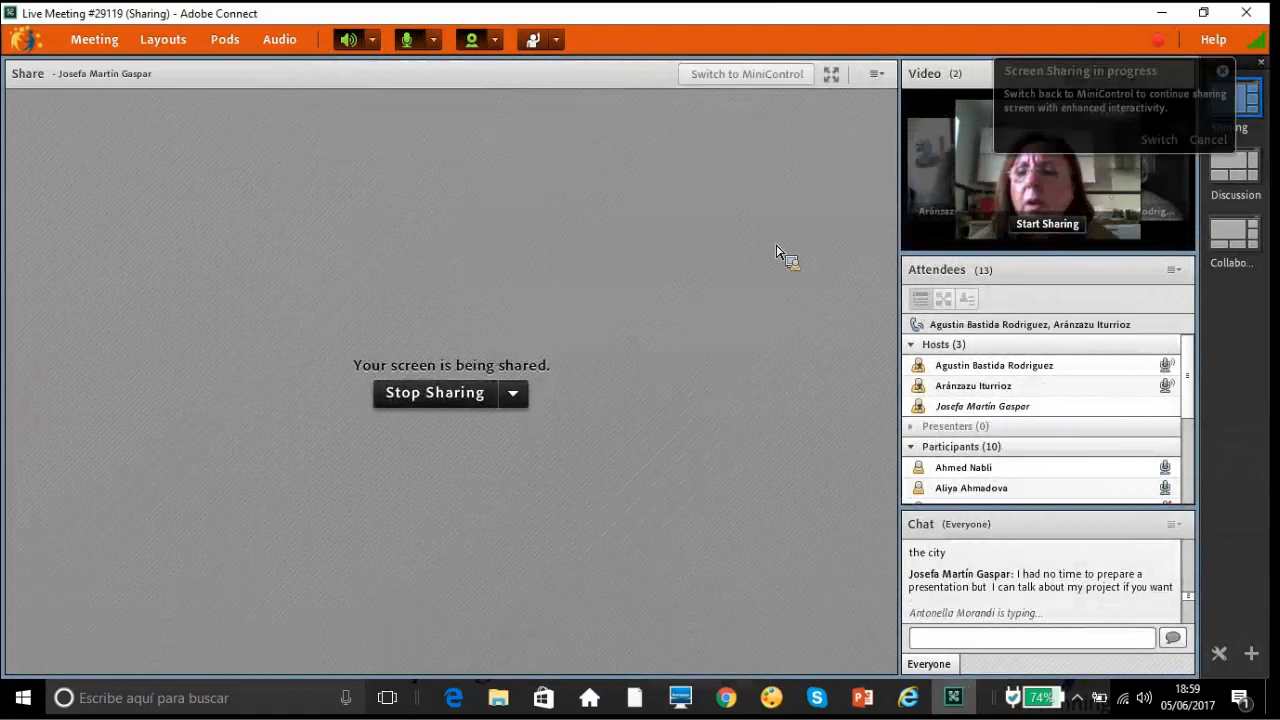 Live Meeting #29119 (Sharing) - Adobe Connect
Meeting Layouts Pods Audio Help
Share - Josefa Martín Gaspar
Switch to MiniControl
Your screen is being shared.
Stop Sharing
Video (2)
Screen Sharing in progress
Switch back to MiniControl to continue sharing
screen with enhanced interactivity.
Switch Cancel
Aránzaz
odrig...
Start Sharing
Sharing
Discussion
Collabo...
Attendees (13)
Agustin Bastida Rodriguez, Aránzazu Iturrioz
Hosts (3)
Agustin Bastida Rodriguez
Aránzazu Iturrioz
Josefa Martín Gaspar
Presenters (0)
Participants (10)
Ahmed Nabli
Aliya Ahmadova
Chat (Everyone)
the city
Josefa Martín Gaspar: I had no time to prepare a
presentation but I can talk about my project if you want
Antonella Morandi is typing...
Everyone
Escribe aquí para buscar
74%
18:59
05/06/2017
1